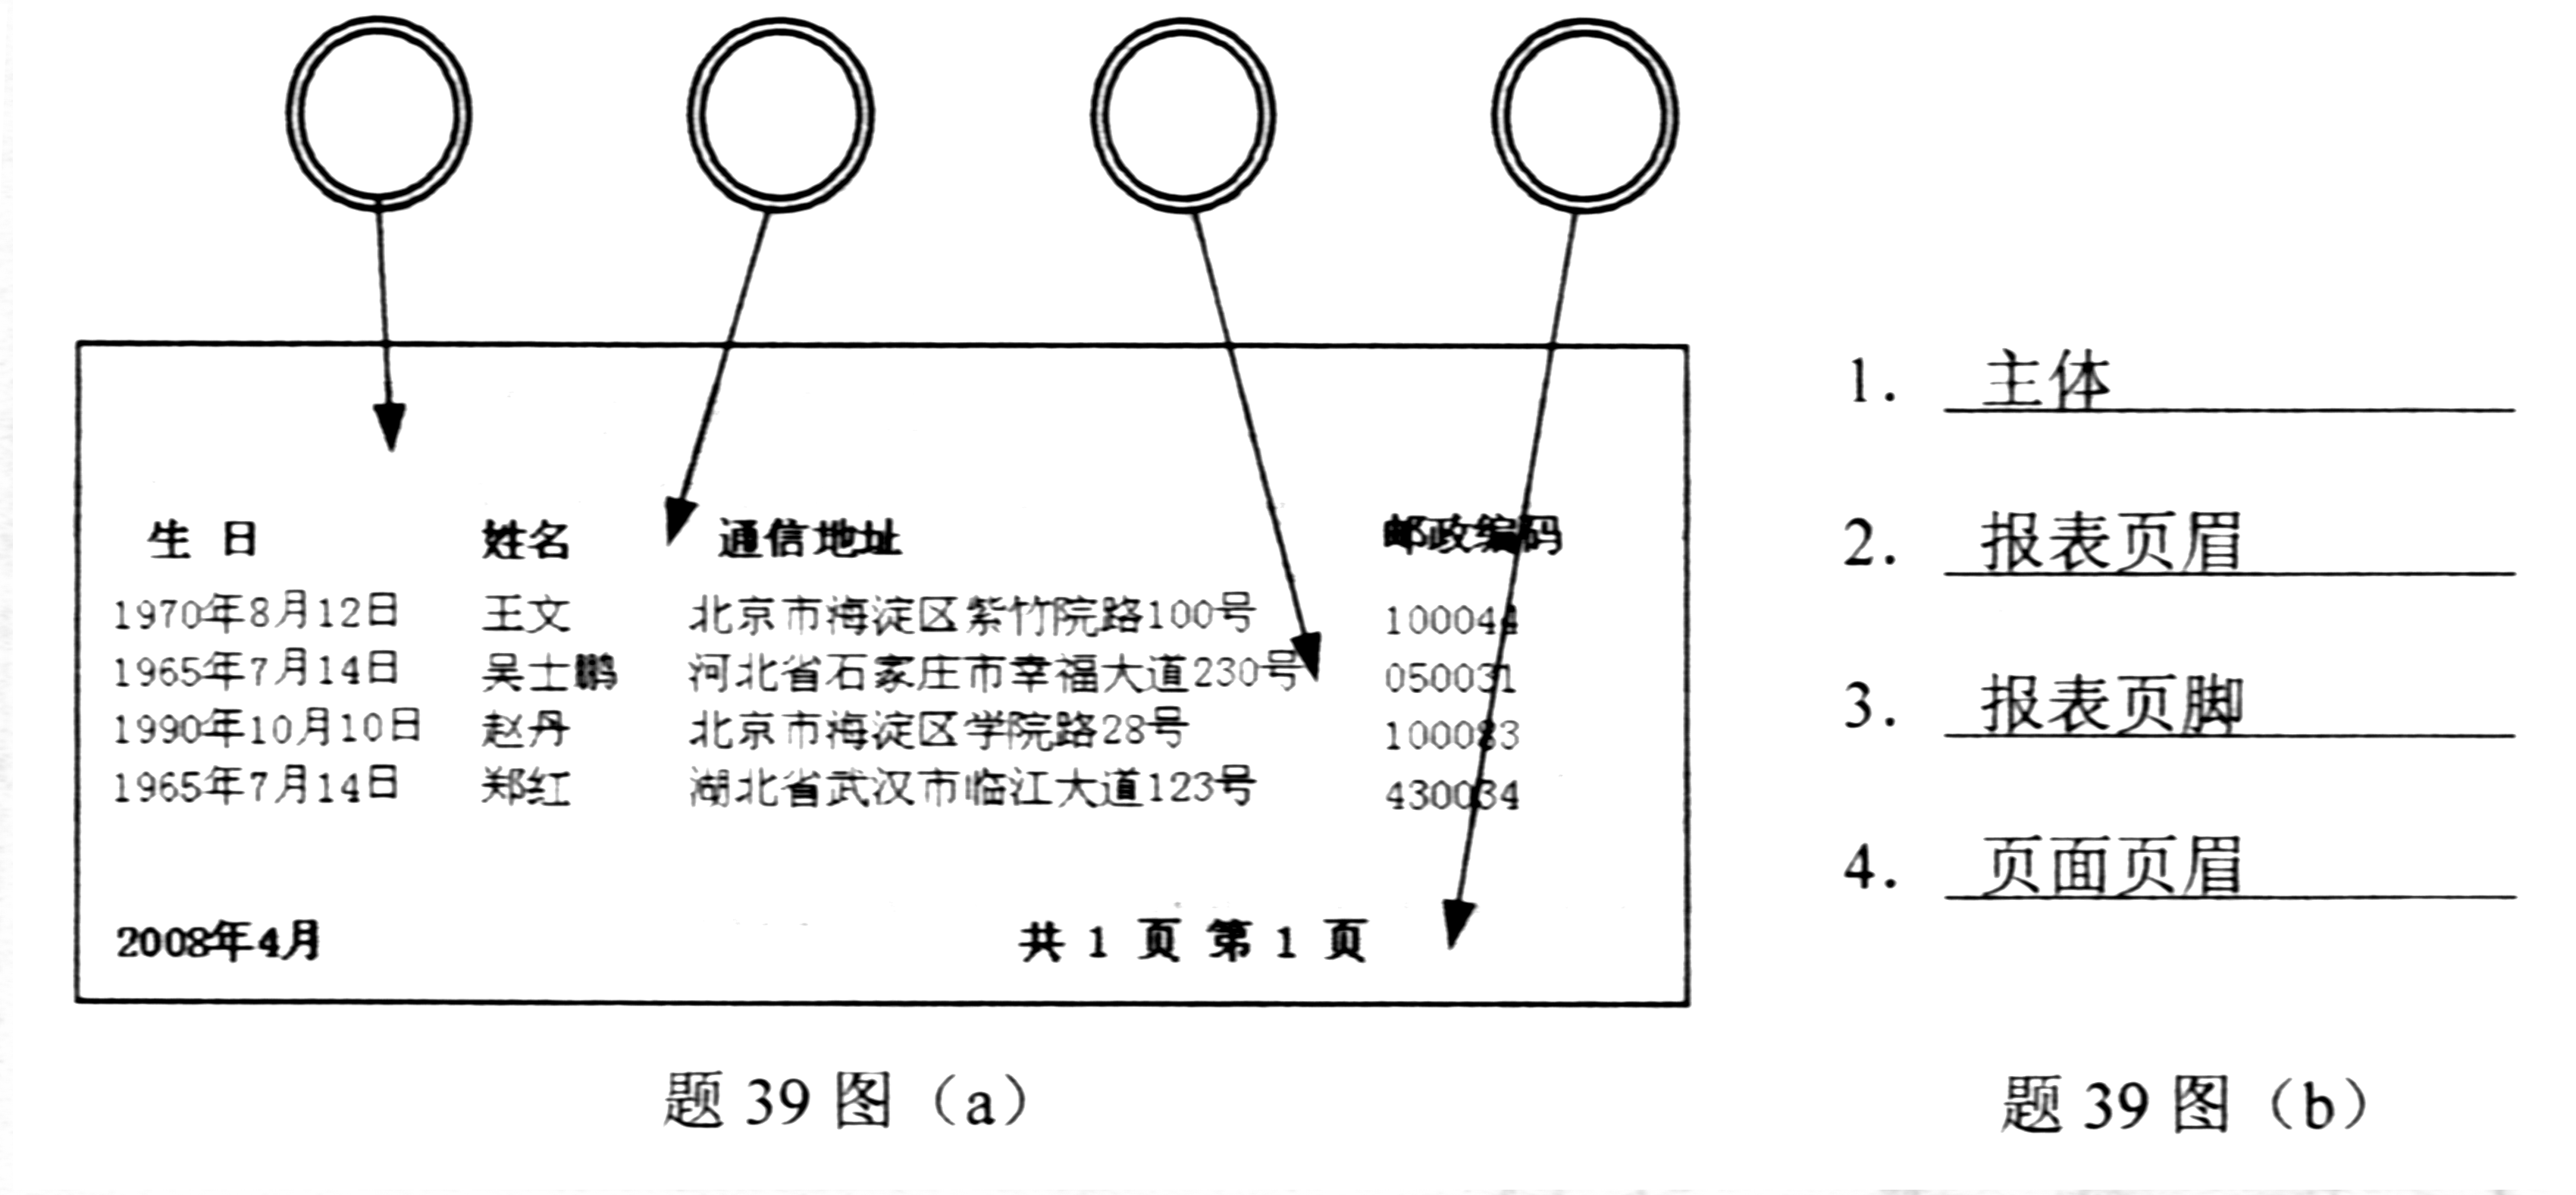 生 日 姓名 通信地址 邮政编码
1970年8月12日 王文 北京市海淀区紫竹院路100号 100044
1965年7月14日 吴士鹏 河北省石家庄市幸福大道230号 050031
1990年10月10日 赵丹 北京市海淀区学院路28号 100083
1965年7月14日 郑红 湖北省武汉市临江大道123号 430034
2008年4月 共 1 页 第 1 页
题 39 图（a）
1. 主体
2. 报表页眉
3. 报表页脚
4. 页面页眉
题 39 图（b）